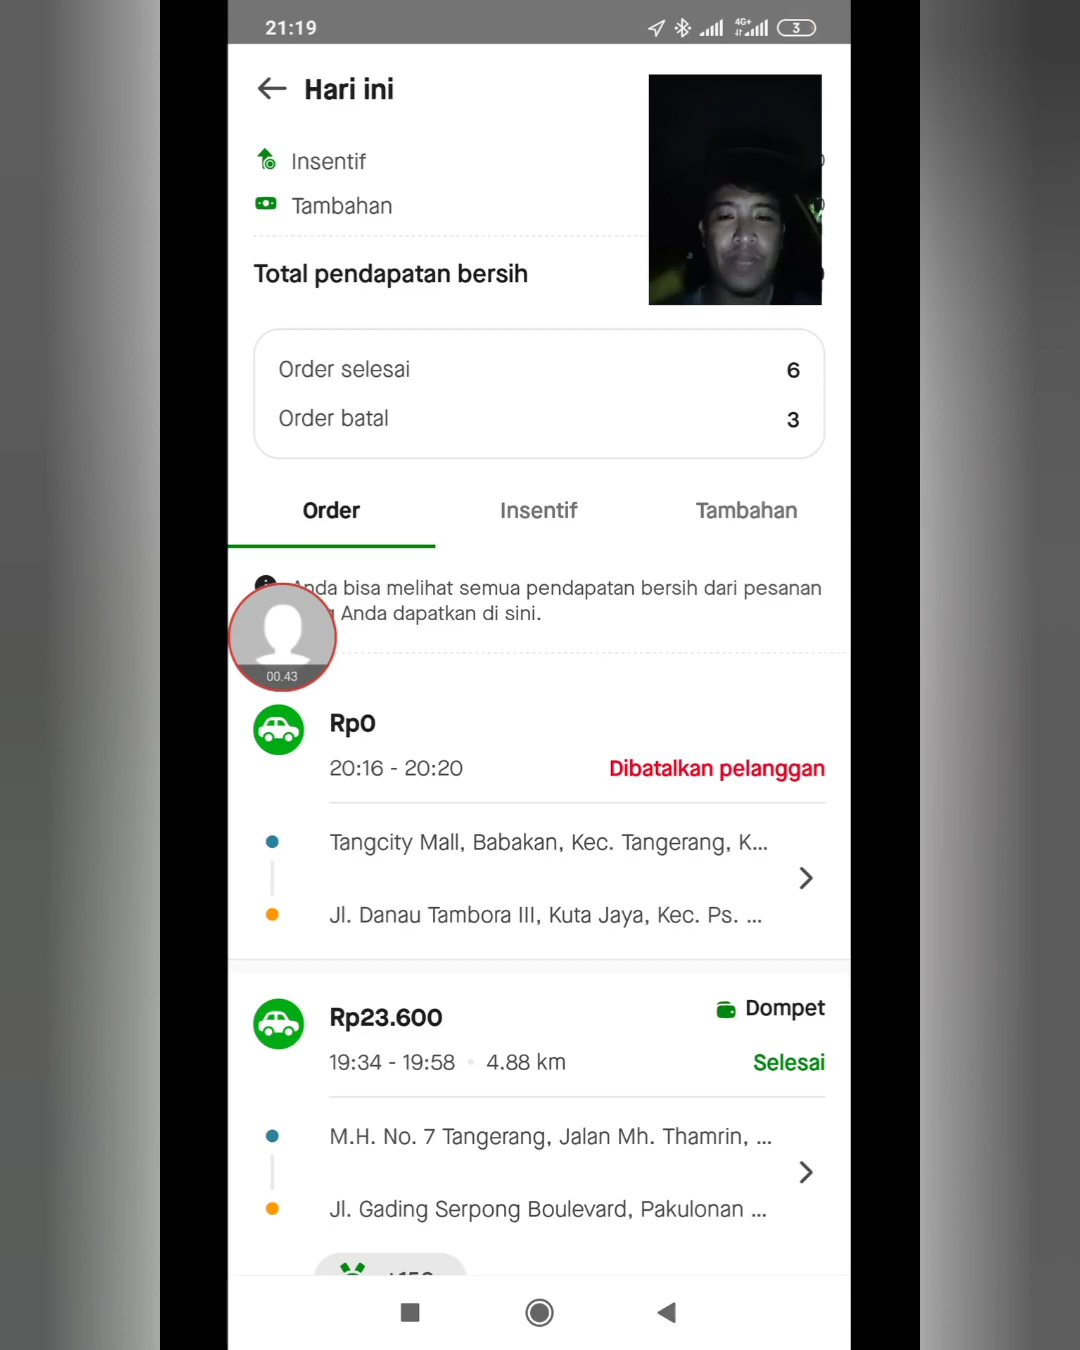 21:19
4G+
3
Hari ini
Insentif
Tambahan
Total pendapatan bersih
Order selesai
6
Order batal
3
Order
Insentif
Tambahan
Anda bisa melihat semua pendapatan bersih dari pesanan
Anda dapatkan di sini.
00.43
Rp0
20:16 - 20:20
Dibatalkan pelanggan
Tangcity Mall, Babakan, Kec. Tangerang, K...
Jl. Danau Tambora III, Kuta Jaya, Kec. Ps. ...
Rp23.600
Dompet
19:34 - 19:58 • 4.88 km
Selesai
M.H. No. 7 Tangerang, Jalan Mh. Thamrin, ...
Jl. Gading Serpong Boulevard, Pakulonan ...